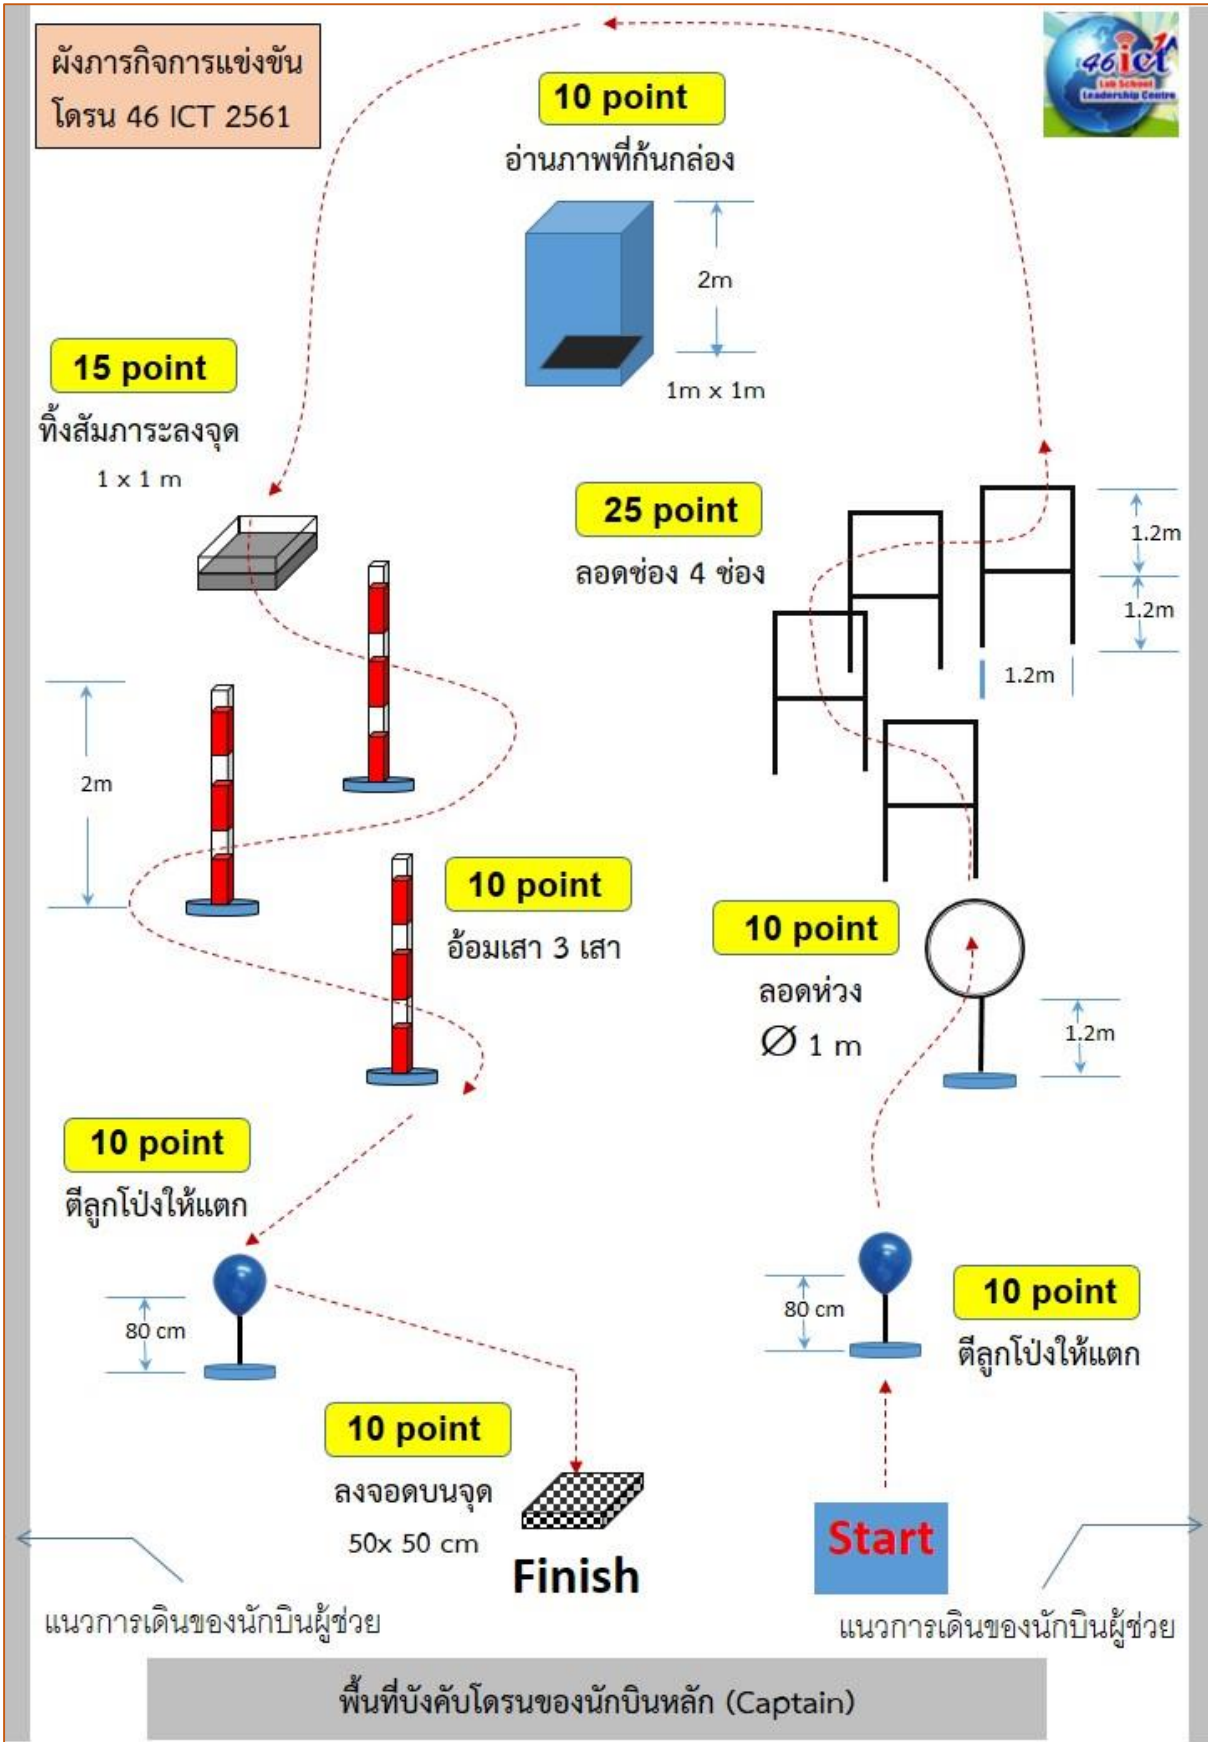 ผังภารกิจการแข่งขัน
โดรน 46 ICT 2561
46 ict
Lab School
Leadership Centre
10 point
อ่านภาพที่ก้นกล่อง
2m
1m x 1m
15 point
ทิ้งสัมภาระลงจุด
1 x 1 m
25 point
ลอดช่อง 4 ช่อง
1.2m
1.2m
1.2m
2m
10 point
อ้อมเสา 3 เสา
10 point
ลอดห่วง
Ø 1 m
1.2m
10 point
ตีลูกโป่งให้แตก
80 cm
80 cm
10 point
ตีลูกโป่งให้แตก
10 point
ลงจอดบนจุด
50x 50 cm
Finish
Start
แนวการเดินของนักบินผู้ช่วย
แนวการเดินของนักบินผู้ช่วย
พื้นที่บังคับโดรนของนักบินหลัก (Captain)